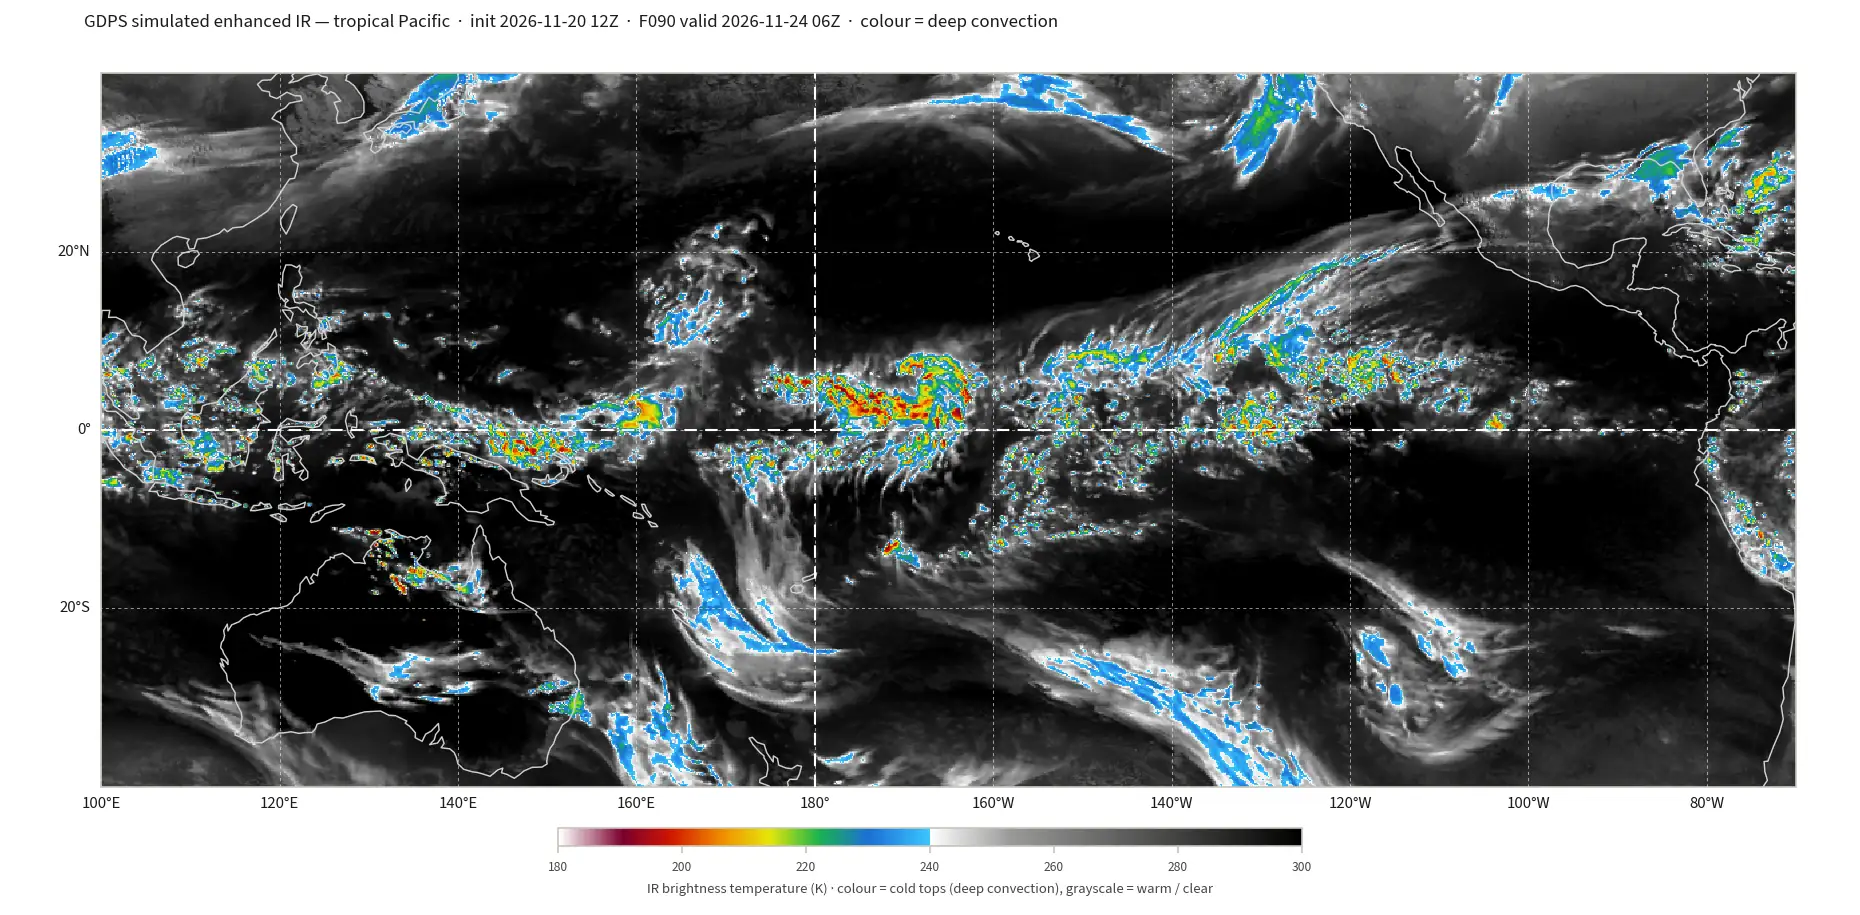 GDPS simulated enhanced IR — tropical Pacific · init 2026-11-20 12Z · F090 valid 2026-11-24 06Z · colour = deep convection
20°N
0°
20°S
100°E 120°E 140°E 160°E 180° 160°W 140°W 120°W 100°W 80°W
180 200 220 240 260 280 300
IR brightness temperature (K) · colour = cold tops (deep convection), grayscale = warm / clear